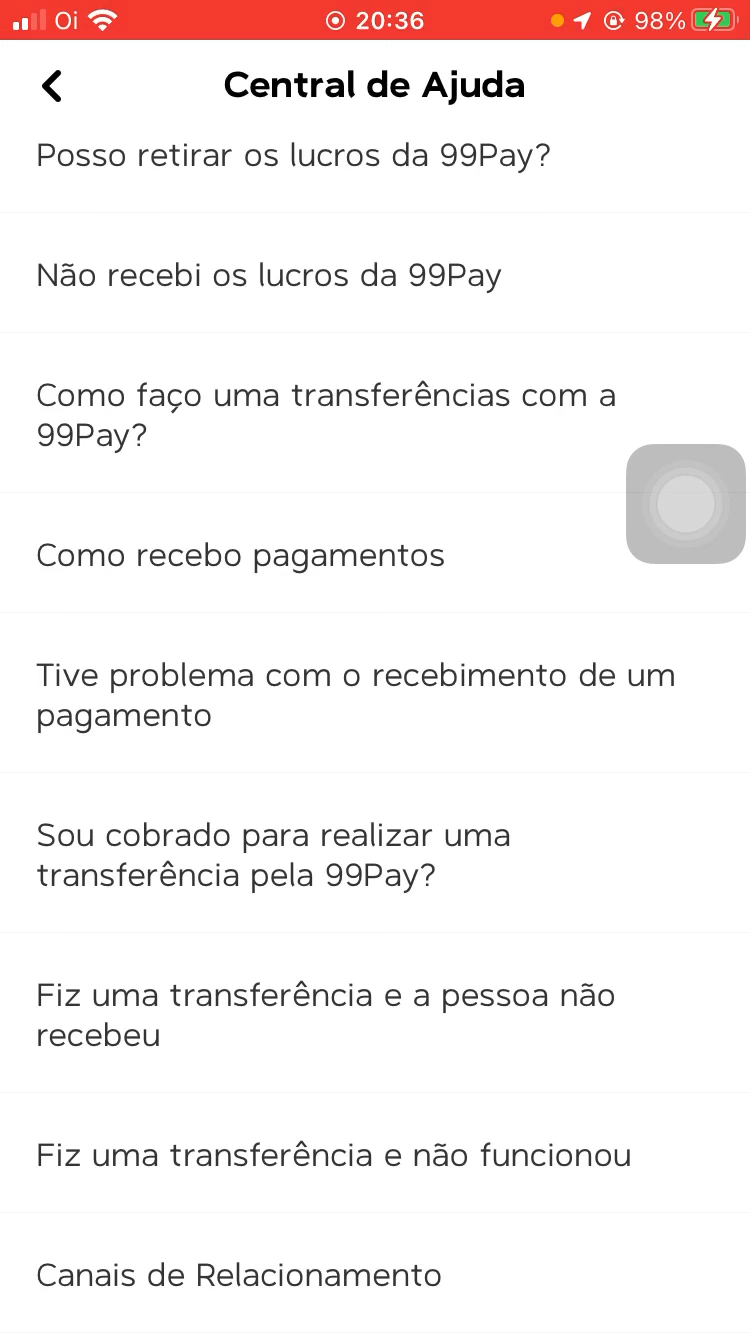 Oi 20:36 98%
Central de Ajuda
Posso retirar os lucros da 99Pay?
Não recebi os lucros da 99Pay
Como faço uma transferências com a
99Pay?
Como recebo pagamentos
Tive problema com o recebimento de um
pagamento
Sou cobrado para realizar uma
transferência pela 99Pay?
Fiz uma transferência e a pessoa não
recebeu
Fiz uma transferência e não funcionou
Canais de Relacionamento